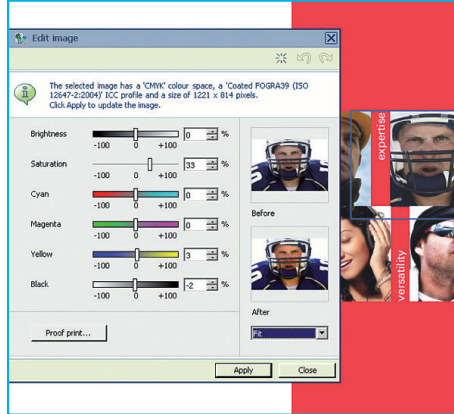 Edit image
The selected image has a 'CMYK' colour space, a 'Coated FOGRA39 (ISO
12647-2:2004)' ICC profile and a size of 1221 x 814 pixels.
Click Apply to update the image.
Brightness 0 %
-100 0 +100
Saturation 33 %
-100 0 +100
Cyan 0 %
-100 0 +100
Magenta 0 %
-100 0 +100
Yellow 3 %
-100 0 +100
Black -2 %
-100 0 +100
Before
After
Fit
Proof print...
Apply Close
expertise
versatility